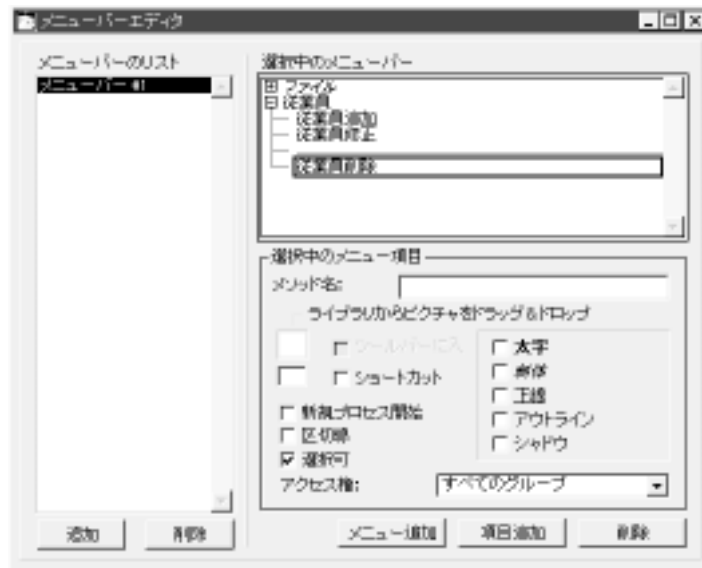 メニューバーエディタ
メニューバーのリスト
メニューバー #1
選択中のメニューバー
ファイル
従業員
従業員追加
従業員修正
従業員削除
選択中のメニュー項目
メソッド名:
ライブラリからピクチャをドラッグ&ドロップ
ツールバーに入
ショートカット
新規プロセス開始
区切線
選択可
太字
斜体
下線
アウトライン
シャドウ
アクセス権:
すべてのグループ
追加
削除
メニュー追加
項目追加
削除